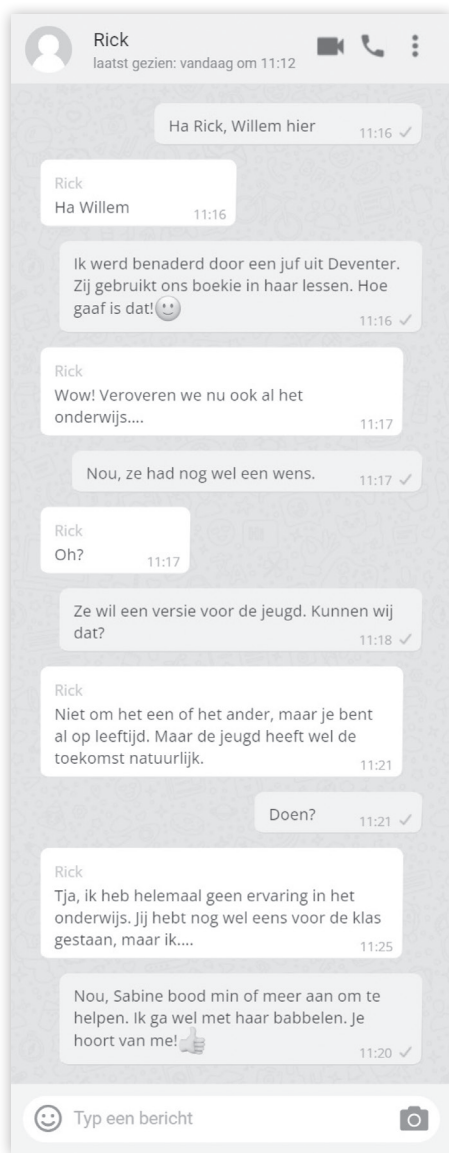 Rick
laatst gezien: vandaag om 11:12
Ha Rick, Willem hier
11:16
Rick
Ha Willem
11:16
Ik werd benaderd door een juf uit Deventer.
Zij gebruikt ons boekie in haar lessen. Hoe
gaaf is dat!
11:16
Rick
Wow! Veroveren we nu ook al het
onderwijs....
11:17
Nou, ze had nog wel een wens.
11:17
Rick
Oh?
11:17
Ze wil een versie voor de jeugd. Kunnen wij
dat?
11:18
Rick
Niet om het een of het ander, maar je bent
al op leeftijd. Maar de jeugd heeft wel de
toekomst natuurlijk.
11:21
Doen?
11:21
Rick
Tja, ik heb helemaal geen ervaring in het
onderwijs. Jij hebt nog wel eens voor de klas
gestaan, maar ik....
11:25
Nou, Sabine bood min of meer aan om te
helpen. Ik ga wel met haar babbelen. Je
hoort van me!
11:20
Typ een bericht